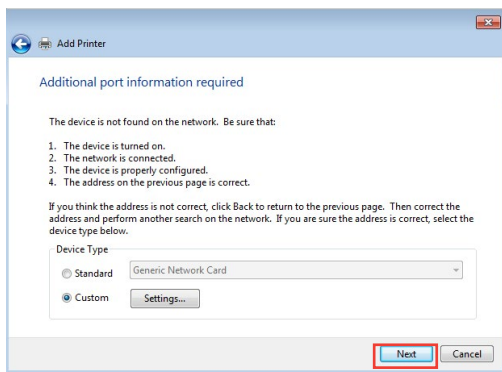 Add Printer
Additional port information required
The device is not found on the network. Be sure that:
1. The device is turned on.
2. The network is connected.
3. The device is properly configured.
4. The address on the previous page is correct.
If you think the address is not correct, click Back to return to the previous page. Then correct the
address and perform another search on the network. If you are sure the address is correct, select the
device type below.
Device Type
Standard Generic Network Card
Custom Settings...
Next Cancel